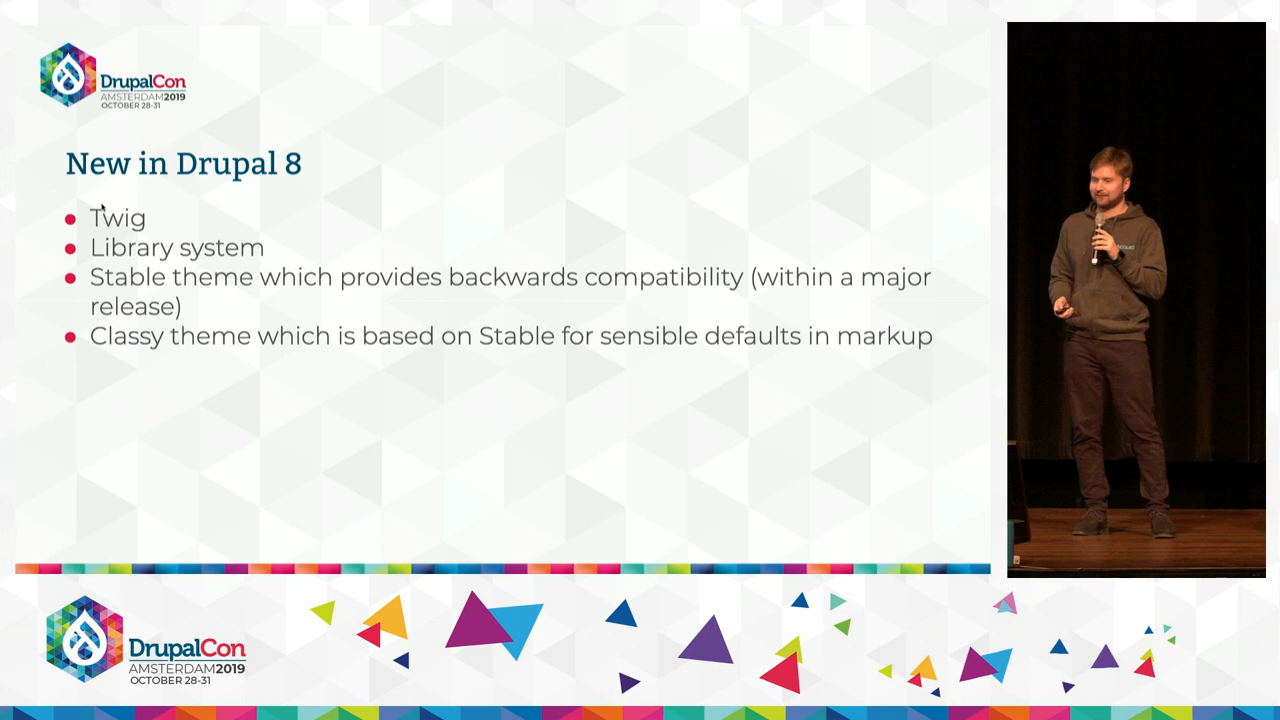 DrupalCon
AMSTERDAM2019
OCTOBER 28-31
New in Drupal 8
Twig
Library system
Stable theme which provides backwards compatibility (within a major
release)
Classy theme which is based on Stable for sensible defaults in markup
DrupalCon
AMSTERDAM2019
OCTOBER 28-31